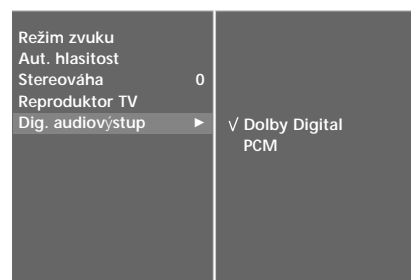 Režim zvuku
Aut. hlasitost
Stereováha 0
Reproduktor TV
Dig. audiovýstup ►
√ Dolby Digital
PCM